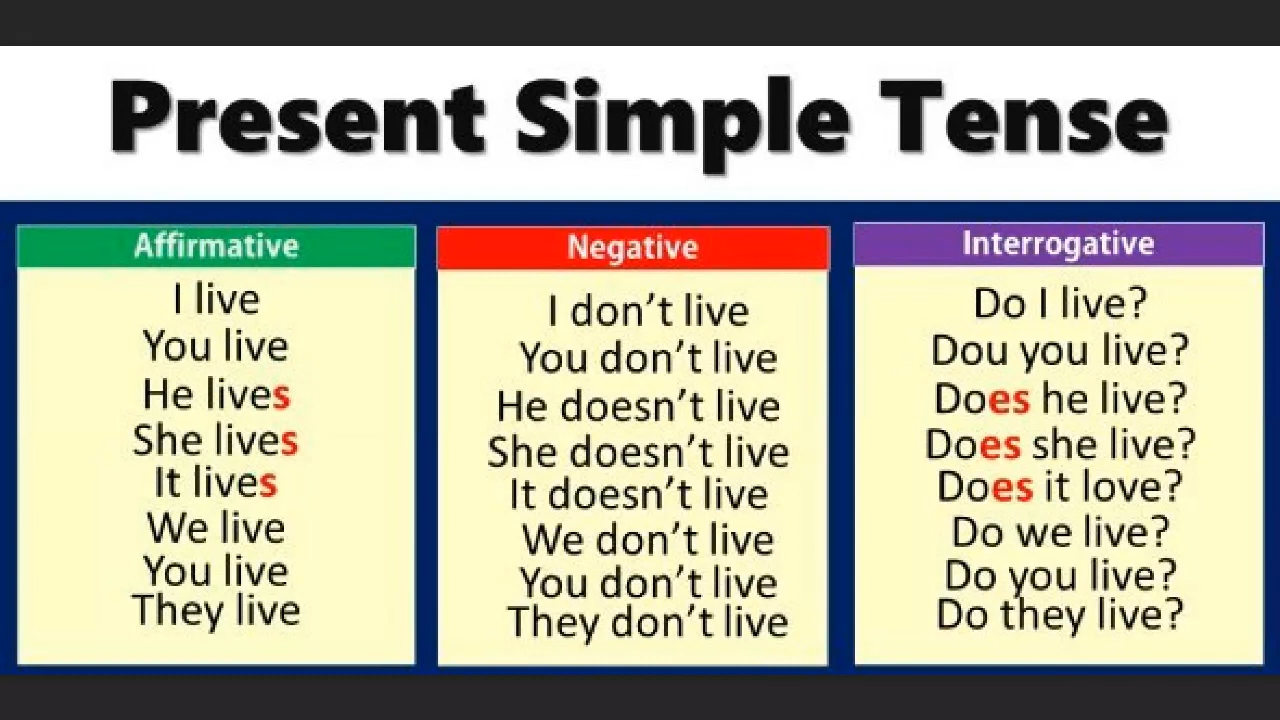 Present Simple Tense
Affirmative
I live
You live
He lives
She lives
It lives
We live
You live
They live
Negative
I don’t live
You don’t live
He doesn’t live
She doesn’t live
It doesn’t live
We don’t live
You don’t live
They don’t live
Interrogative
Do I live?
Dou you live?
Does he live?
Does she live?
Does it love?
Do we live?
Do you live?
Do they live?